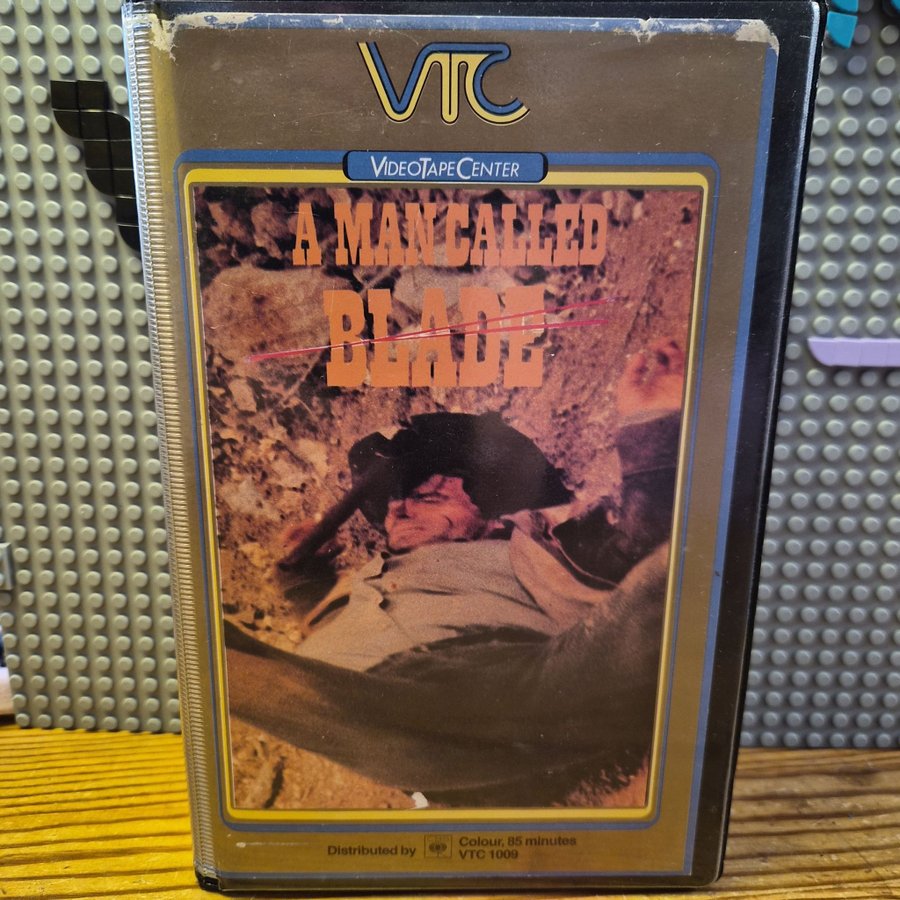 VTC
VIDEOTAPECENTER
A MAN CALLED
BLADE
Distributed by
Colour, 85 minutes
VTC 1009